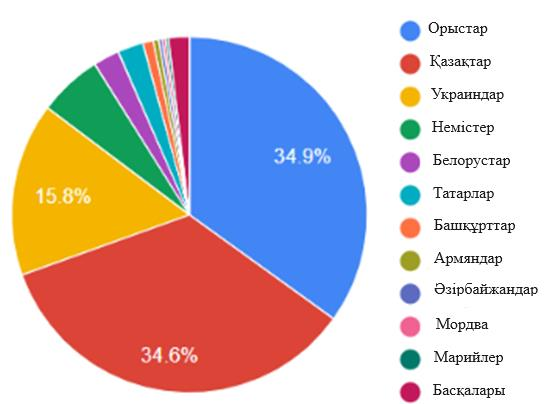 34.9%
15.8%
34.6%
Орыстар
Қазақтар
Украиндар
Немістер
Белорустар
Татарлар
Башқұрттар
Армяндар
Әзірбайжандар
Мордва
Марийлер
Басқалары